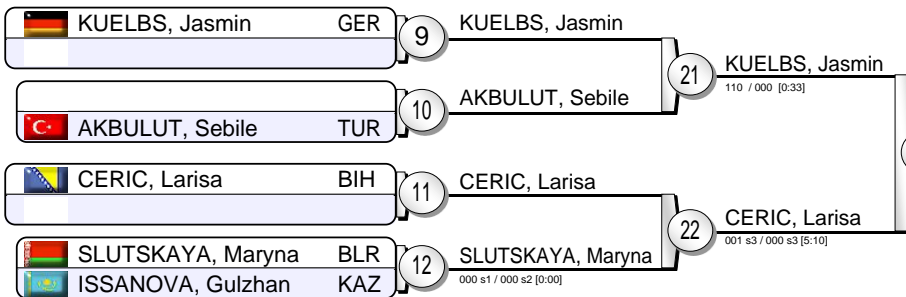 KUELBS, Jasmin GER
9
KUELBS, Jasmin
21
KUELBS, Jasmin
110 / 000 [0:33]
10
AKBULUT, Sebile
AKBULUT, Sebile TUR
CERIC, Larisa BIH
11
CERIC, Larisa
22
CERIC, Larisa
001 s3 / 000 s3 [5:10]
SLUTSKAYA, Maryna BLR
12
SLUTSKAYA, Maryna
000 s1 / 000 s2 [0:00]
ISSANOVA, Gulzhan KAZ